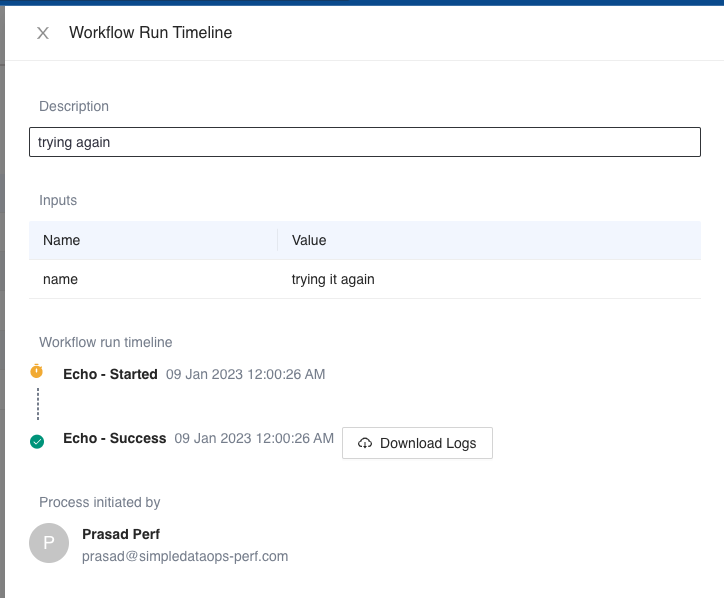 Workflow Run Timeline
Description
trying again
Inputs
Name Value
name trying it again
Workflow run timeline
Echo - Started 09 Jan 2023 12:00:26 AM
Echo - Success 09 Jan 2023 12:00:26 AM Download Logs
Process initiated by
P
Prasad Perf
prasad@simpledataops-perf.com